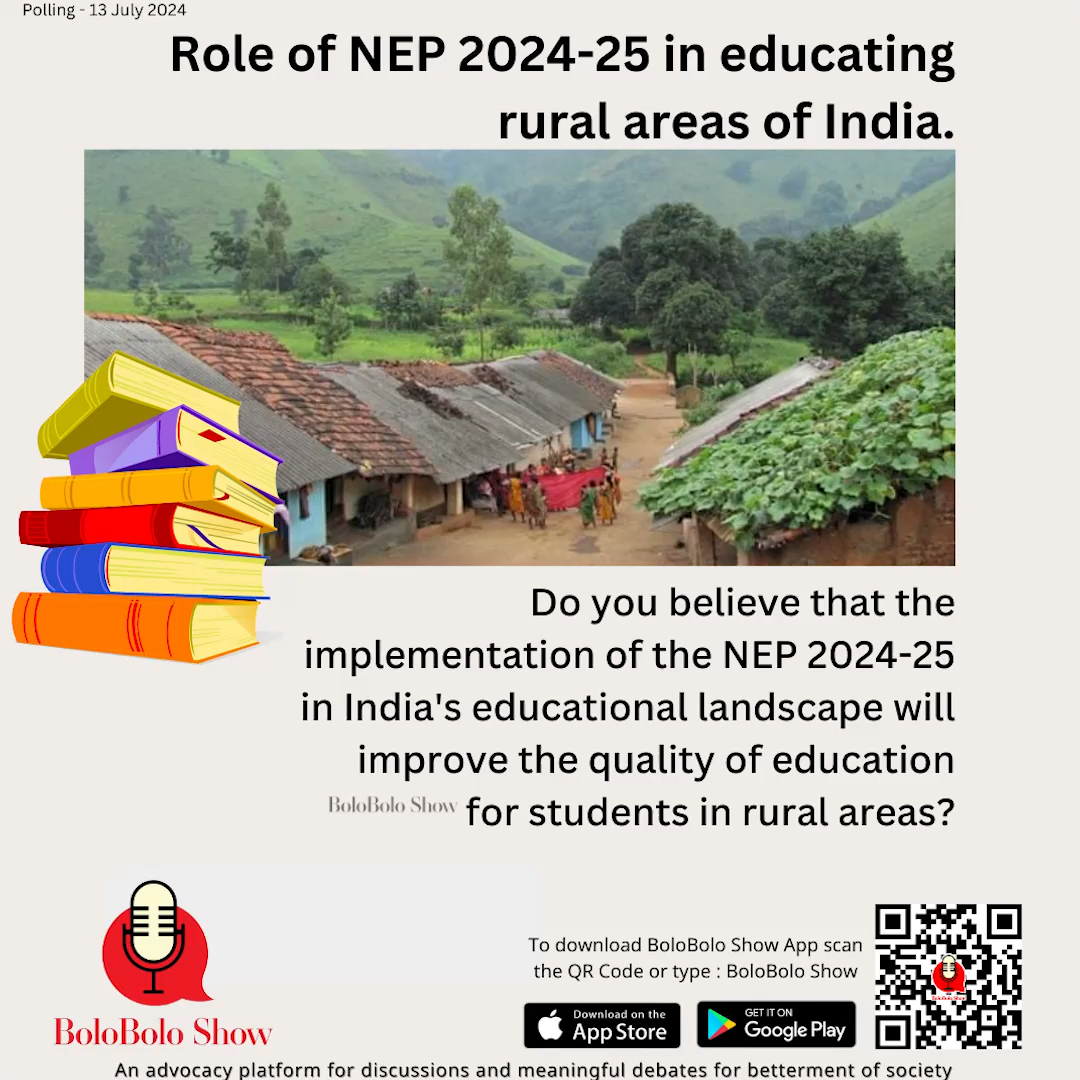 Polling - 13 July 2024
Role of NEP 2024-25 in educating
rural areas of India.
Do you believe that the
implementation of the NEP 2024-25
in India's educational landscape will
improve the quality of education
BoloBolo Show for students in rural areas?
To download BoloBolo Show App scan
the QR Code or type : BoloBolo Show
Download on the
App Store
GET IT ON
Google Play
BoloBolo Show
BoloBolo Show
An advocacy platform for discussions and meaningful debates for betterment of society